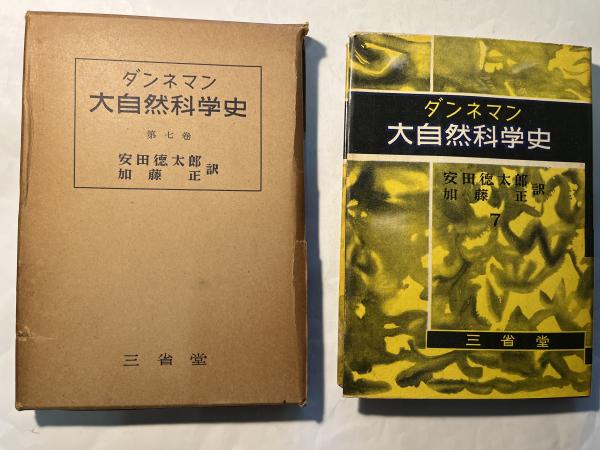 ダンネマン
大自然科学史
第七巻
安田徳太郎
加藤正 訳
三省堂
ダンネマン
大自然科学史
安田徳太郎
加藤正 訳
7
三省堂